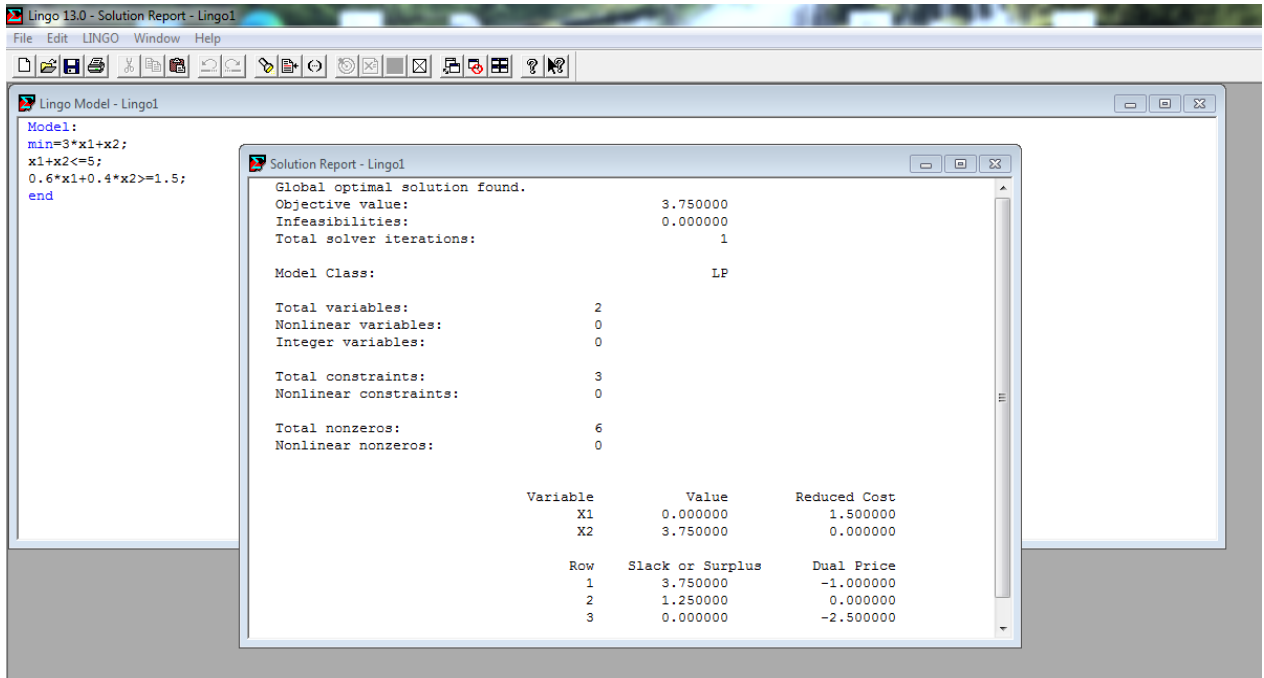 Lingo 13.0 - Solution Report - Lingo1
File Edit LINGO Window Help
Lingo Model - Lingo1
Model:
min=3*x1+x2;
x1+x2<=5;
0.6*x1+0.4*x2>=1.5;
end
Solution Report - Lingo1
Global optimal solution found.
Objective value: 3.750000
Infeasibilities: 0.000000
Total solver iterations: 1
Model Class: LP
Total variables: 2
Nonlinear variables: 0
Integer variables: 0
Total constraints: 3
Nonlinear constraints: 0
Total nonzeros: 6
Nonlinear nonzeros: 0
Variable Value Reduced Cost
X1 0.000000 1.500000
X2 3.750000 0.000000
Row Slack or Surplus Dual Price
1 3.750000 -1.000000
2 1.250000 0.000000
3 0.000000 -2.500000